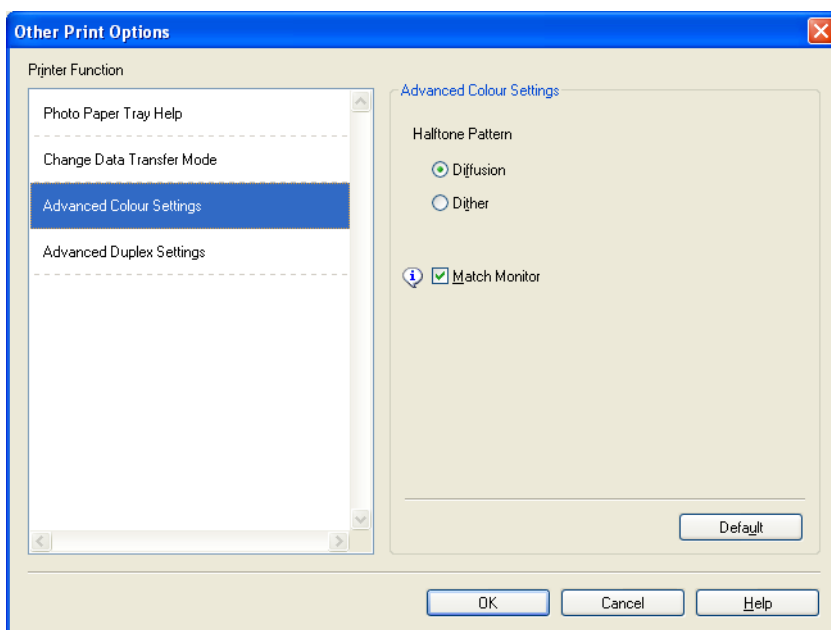 Other Print Options
Printer Function
Photo Paper Tray Help
Change Data Transfer Mode
Advanced Colour Settings
Advanced Duplex Settings
Advanced Colour Settings
Halftone Pattern
Diffusion
Dither
Match Monitor
Default
OK Cancel Help